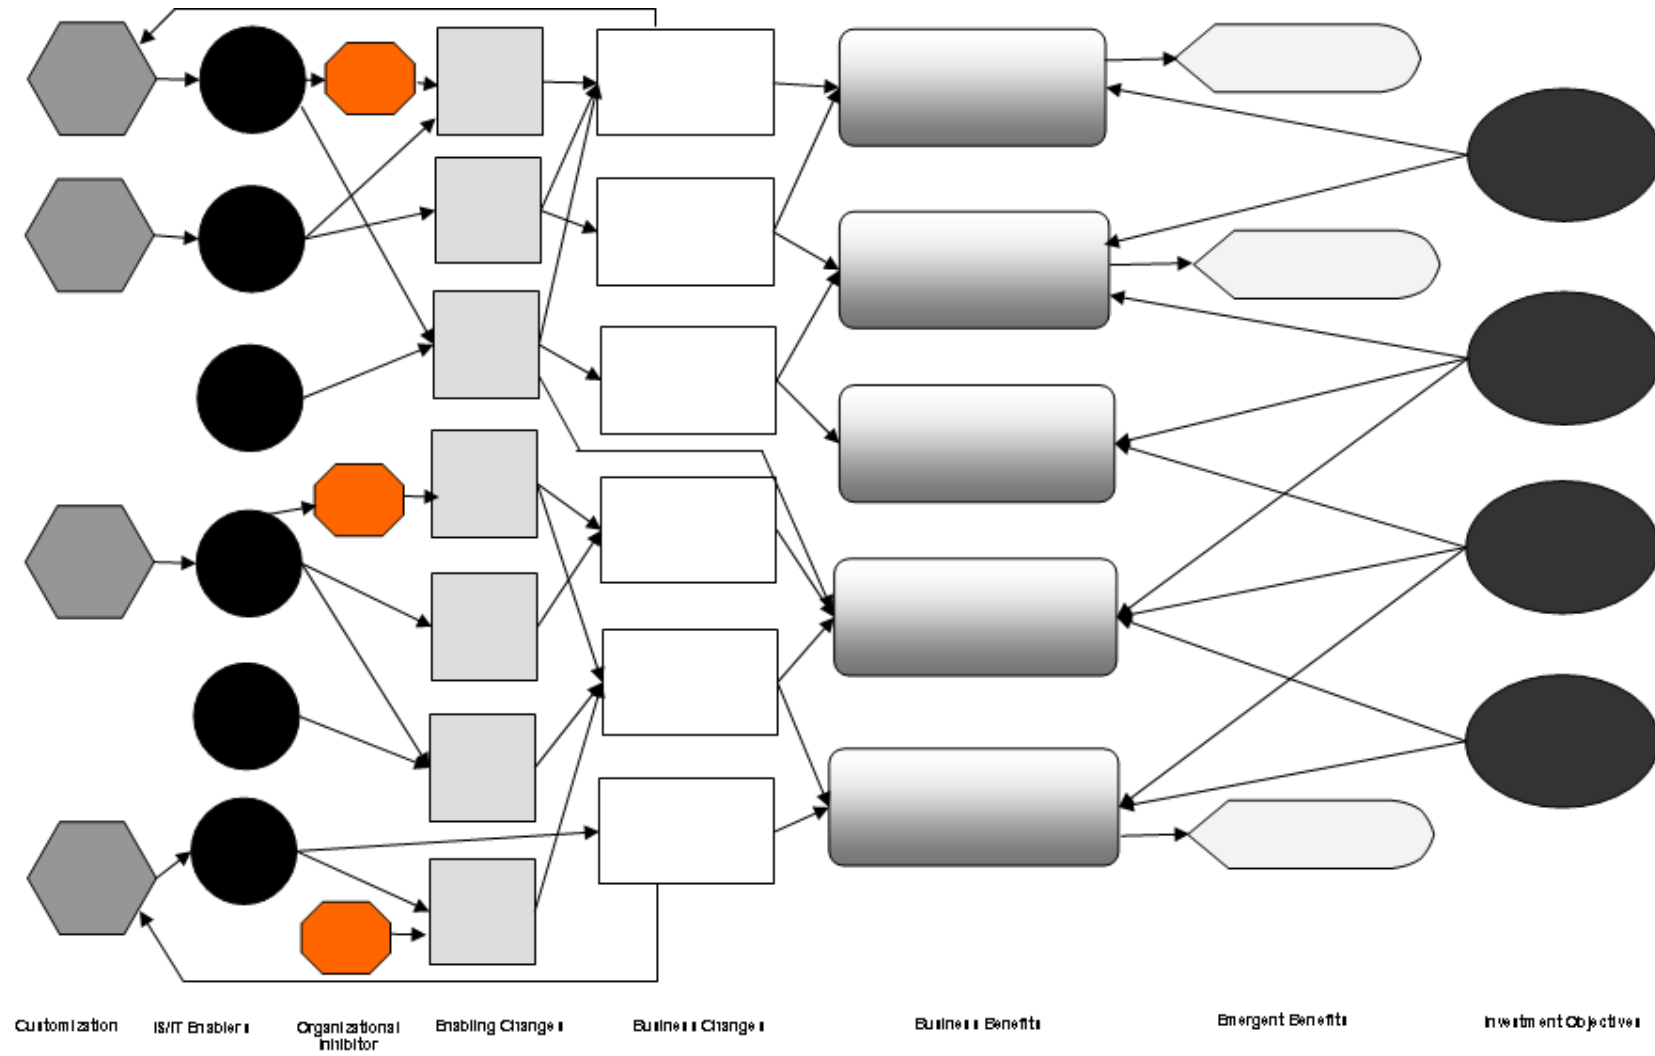 Customization
IS/IT Enablers
Organizational
Inhibitor
Enabling Changes
Business Changes
Business Benefits
Emergent Benefits
Investment Objectives